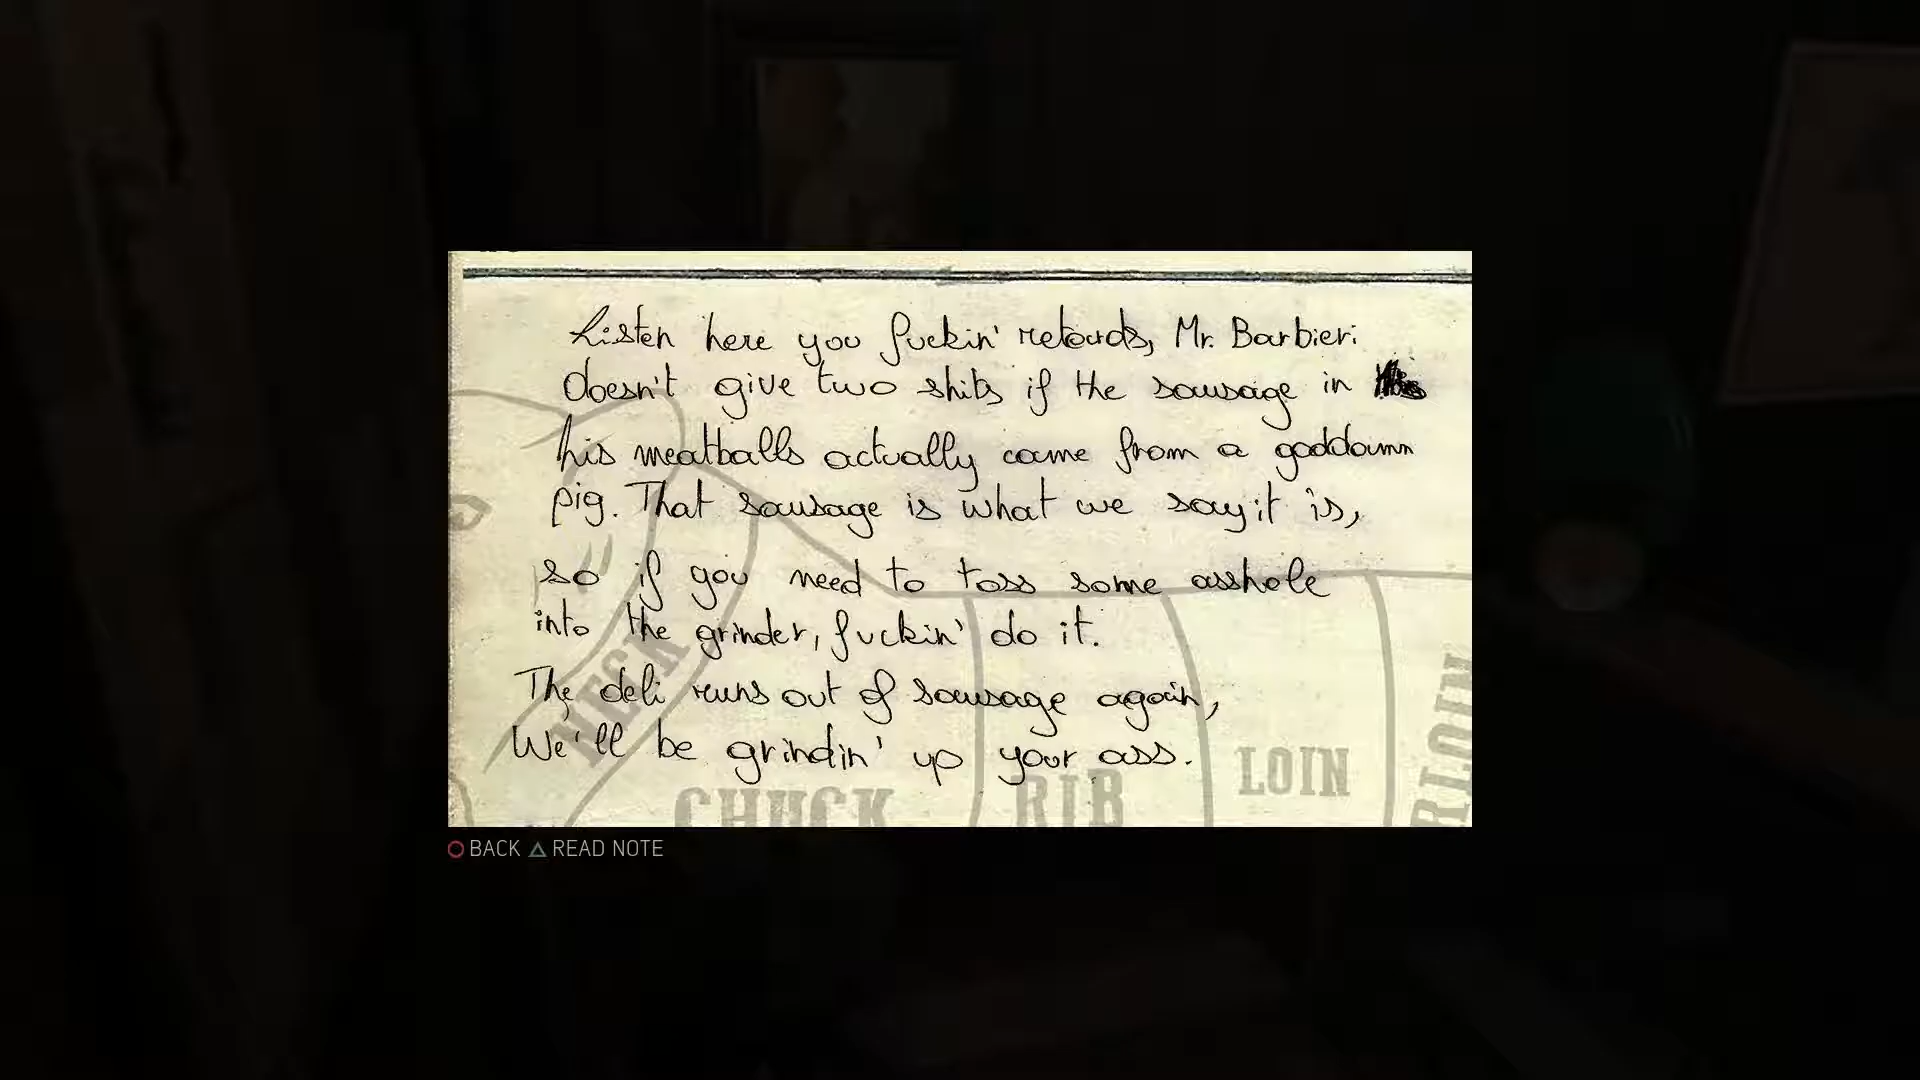 Listen here you fuckin' retards, Mr. Barbieri
doesn't give two shits if the sausage in
his meatballs actually came from a goddamn
pig. That sausage is what we say it is,
so if you need to toss some asshole
into the grinder, fuckin' do it.
The deli runs out of sausage again,
We'll be grindin' up your ass.
NECK
CHUCK
RIB
LOIN
RLOIN
BACK READ NOTE